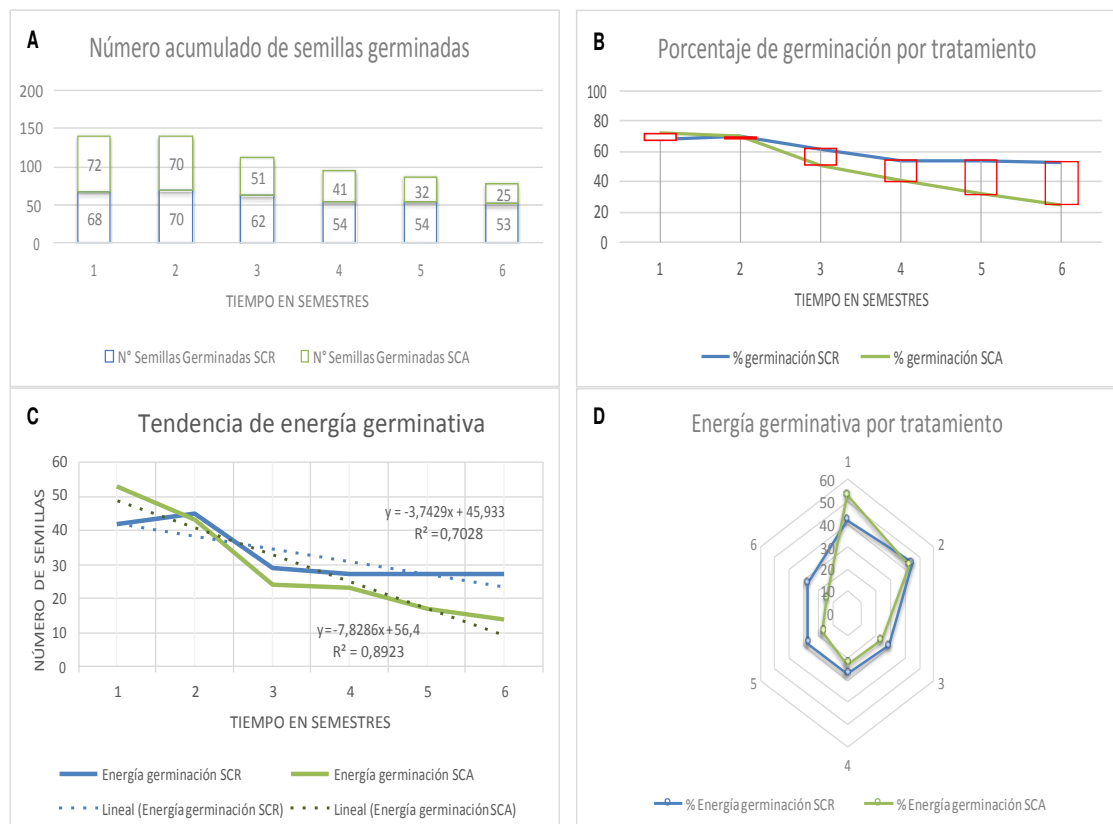 A
Número acumulado de semillas germinadas
200
150
100
50
0
72 70 51 41 32 25
68 70 62 54 54 53
1 2 3 4 5 6
TIEMPO EN SEMESTRES
N° Semillas Germinadas SCR N° Semillas Germinadas SCA
B
Porcentaje de germinación por tratamiento
100
80
60
40
20
0
1 2 3 4 5 6
TIEMPO EN SEMESTRES
% germinación SCR % germinación SCA
C
Tendencia de energía germinativa
NÚMERO DE SEMILLAS
60
50
40
30
20
10
0
y = -3,7429x + 45,933
R² = 0,7028
y=-7,8286x+56,4
R² = 0,8923
1 2 3 4 5 6
TIEMPO EN SEMESTRES
Energía germinación SCR Energía germinación SCA
Lineal (Energía germinación SCR) Lineal (Energía germinación SCA)
D
Energía germinativa por tratamiento
1
60
50
40
30
20
10
0
2
3
4
5
6
% Energía germinación SCR % Energía germinación SCA